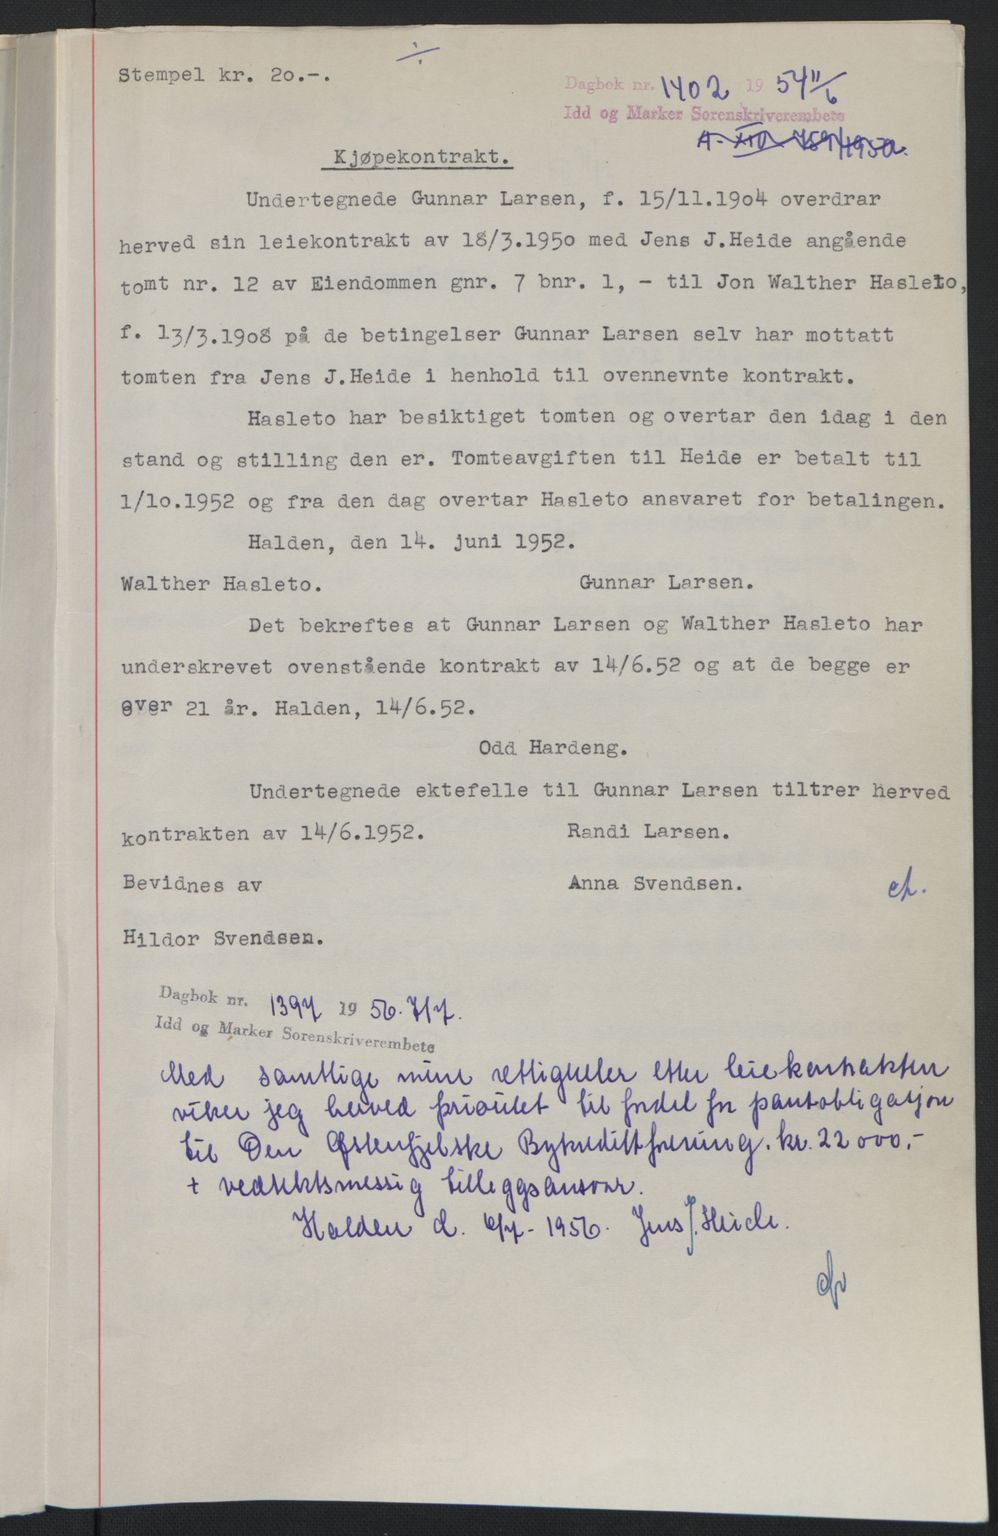 Stempel kr. 2o.-.
Dagbok nr. 1402 1954 11/6
Idd og Marker Sorenskriverembete
Kjøpekontrakt.
Undertegnede Gunnar Larsen, f. 15/11.19o4 overdrar
herved sin leiekontrakt av 18/3.195o med Jens J.Heide angående
tomt nr. 12 av Eiendommen gnr. 7 bnr. 1, - til Jon Walther Hasleto,
f. 13/3.19o8 på de betingelser Gunnar Larsen selv har mottatt
tomten fra Jens J.Heide i henhold til ovennevnte kontrakt.
Hasleto har besiktiget tomten og overtar den idag i den
stand og stilling den er. Tomteavgiften til Heide er betalt til
1/1o.1952 og fra den dag overtar Hasleto ansvaret for betalingen.
Halden, den 14. juni 1952.
Walther Hasleto. Gunnar Larsen.
Det bekreftes at Gunnar Larsen og Walther Hasleto har
underskrevet ovenstående kontrakt av 14/6.52 og at de begge er
over 21 år. Halden, 14/6.52.
Odd Hardeng.
Undertegnede ektefelle til Gunnar Larsen tiltrer herved
kontrakten av 14/6.1952. Randi Larsen.
Bevidnes av Anna Svendsen.
Hildor Svendsen.
Dagbok nr. 1397 1956. 7/7.
Idd og Marker Sorenskriverembete
Med samtlige mine rettigheter etter leiekontrakten
viker jeg herved prioritet til fordel for pantobligasjon
til Den Østenfjelske Bykredittforening. kr. 22 000,-
+ vedtektsmessig tilleggsansvar.
Halden d. 6/7 - 1956. Jens J. Heide.